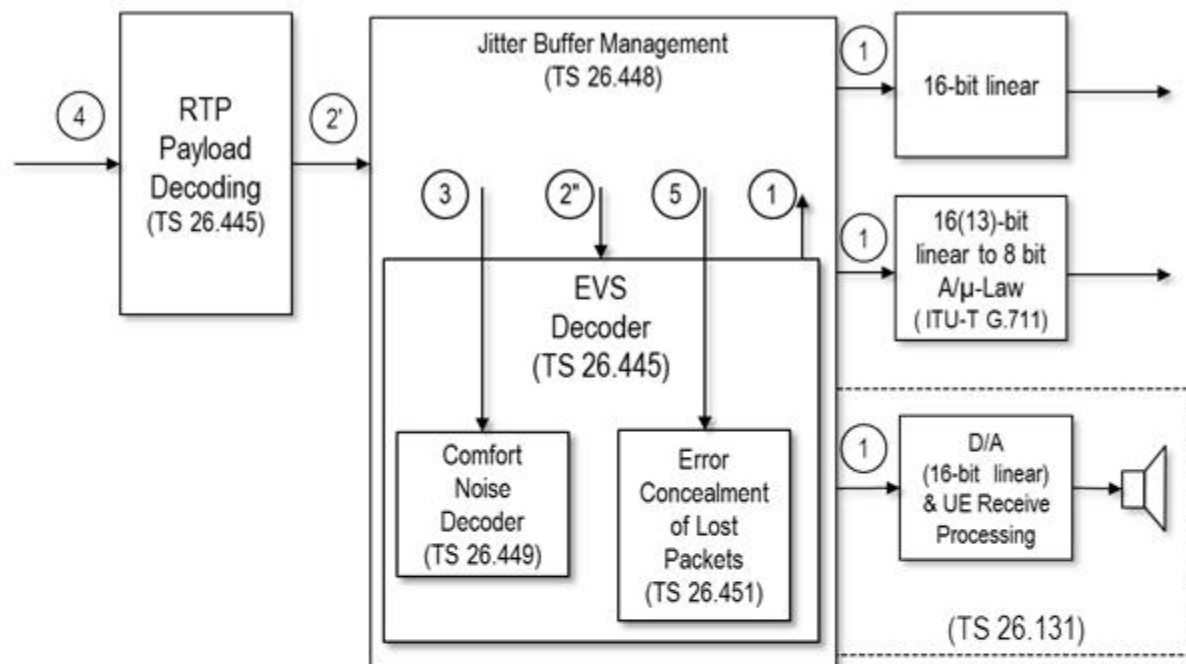 Jitter Buffer Management
(TS 26.448)
4
RTP
Payload
Decoding
(TS 26.445)
2'
3
2"
5
1
EVS
Decoder
(TS 26.445)
Comfort
Noise
Decoder
(TS 26.449)
Error
Concealment
of Lost
Packets
(TS 26.451)
1
16-bit linear
1
16(13)-bit
linear to 8 bit
A/μ-Law
( ITU-T G.711)
1
D/A
(16-bit linear)
& UE Receive
Processing
(TS 26.131)